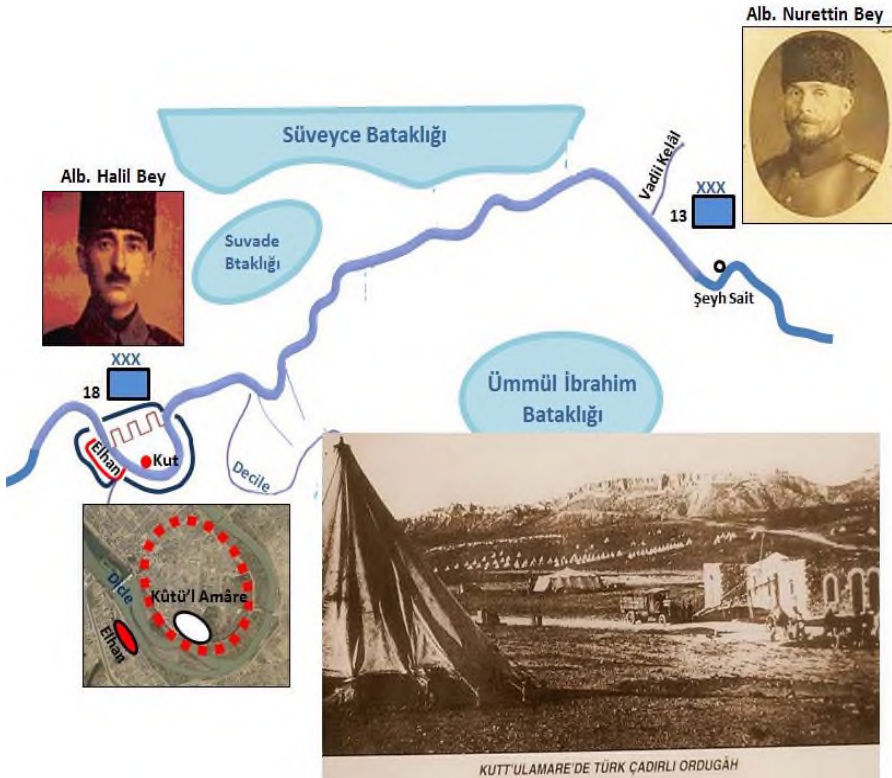 Alb. Nurettin Bey
Süveyce Bataklığı
Vadii Kelâl
Alb. Halil Bey
XXX
13
Suvade
Btaklığı
Şeyh Sait
XXX
18
Ümmül İbrahim
Bataklığı
Elhan
Kut
Decile
Dicle
Kûtü'l Amâre
Elhan
KUTT'ULAMARE'DE TÜRK ÇADIRLI ORDUGÂH